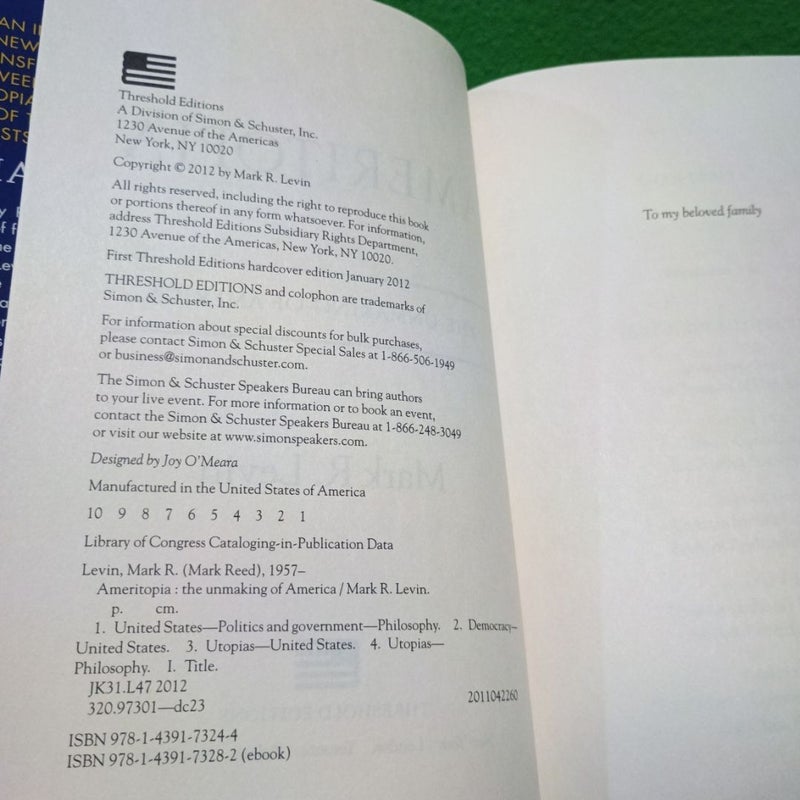 Threshold Editions
A Division of Simon & Schuster, Inc.
1230 Avenue of the Americas
New York, NY 10020
Copyright © 2012 by Mark R. Levin
All rights reserved, including the right to reproduce this book
or portions thereof in any form whatsoever. For information,
address Threshold Editions Subsidiary Rights Department,
1230 Avenue of the Americas, New York, NY 10020.
First Threshold Editions hardcover edition January 2012
THRESHOLD EDITIONS and colophon are trademarks of
Simon & Schuster, Inc.
For information about special discounts for bulk purchases,
please contact Simon & Schuster Special Sales at 1-866-506-1949
or business@simonandschuster.com.
The Simon & Schuster Speakers Bureau can bring authors
to your live event. For more information or to book an event,
contact the Simon & Schuster Speakers Bureau at 1-866-248-3049
or visit our website at www.simonspeakers.com.
Designed by Joy O'Meara
Manufactured in the United States of America
10 9 8 7 6 5 4 3 2 1
Library of Congress Cataloging-in-Publication Data
Levin, Mark R. (Mark Reed), 1957–
Ameritopia : the unmaking of America / Mark R. Levin.
p. cm.
1. United States—Politics and government—Philosophy. 2. Democracy—
United States. 3. Utopias—United States. 4. Utopias—
Philosophy. I. Title.
JK31.L47 2012
320.97301—dc23 2011042260
ISBN 978-1-4391-7324-4
ISBN 978-1-4391-7328-2 (ebook)
To my beloved family